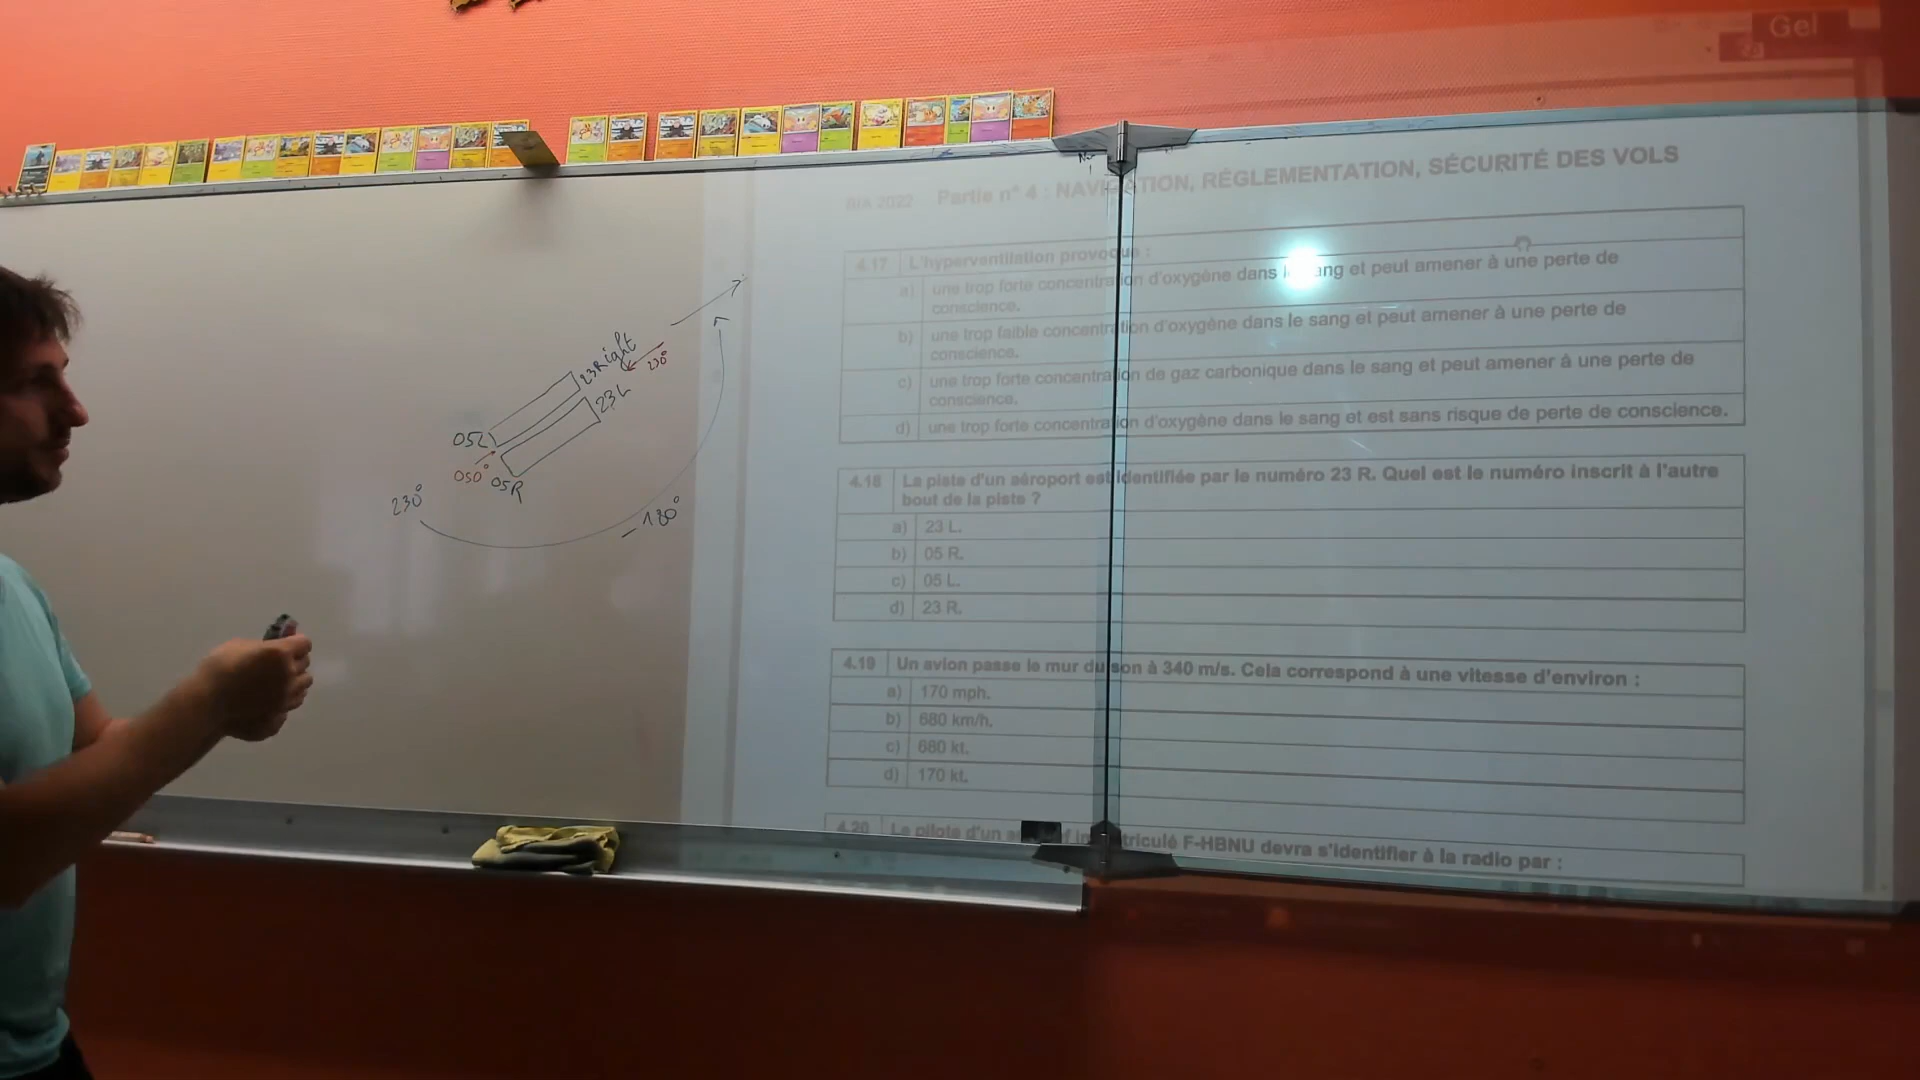 Gel
BIA 2022 Partie n° 4 : NAVIGATION, RÉGLEMENTATION, SÉCURITÉ DES VOLS
4.17 L'hyperventilation provoque :
a) une trop forte concentration d'oxygène dans le sang et peut amener à une perte de
conscience.
b) une trop faible concentration d'oxygène dans le sang et peut amener à une perte de
conscience.
c) une trop forte concentration de gaz carbonique dans le sang et peut amener à une perte de
conscience.
d) une trop forte concentration d'oxygène dans le sang et est sans risque de perte de conscience.
23Right
230°
23L
05L
050°
05R
230°
180°
4.18 La piste d'un aéroport est identifiée par le numéro 23 R. Quel est le numéro inscrit à l'autre
bout de la piste ?
a) 23 L.
b) 05 R.
c) 05 L.
d) 23 R.
4.19 Un avion passe le mur du son à 340 m/s. Cela correspond à une vitesse d'environ :
a) 170 mph.
b) 680 km/h.
c) 680 kt.
d) 170 kt.
4.20 Le pilote d'un immatriculé F-HBNU devra s'identifier à la radio par :